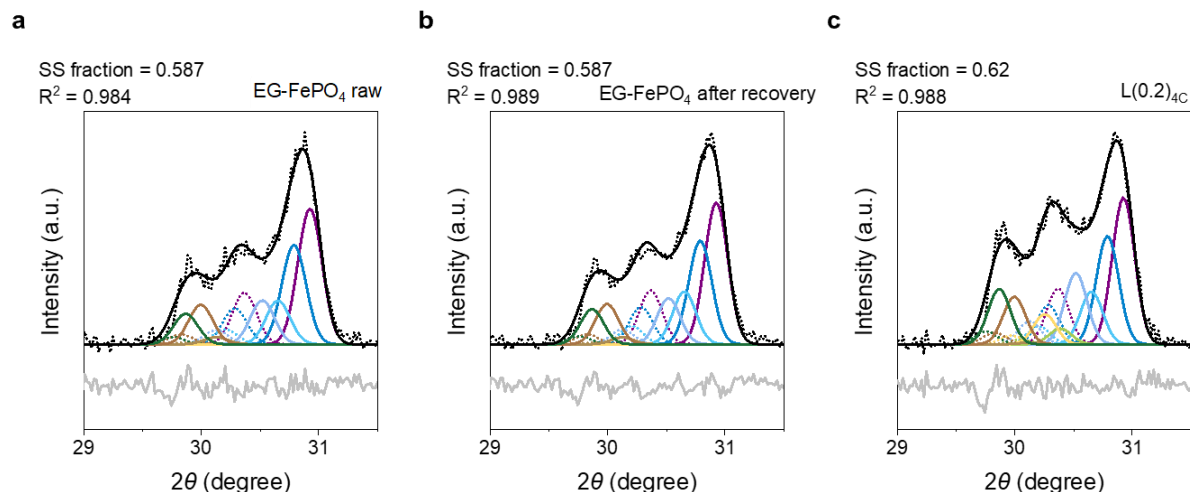 a
SS fraction = 0.587
R² = 0.984
EG-FePO₄ raw
Intensity (a.u.)
29
30
31
2θ (degree)
b
SS fraction = 0.587
R² = 0.989
EG-FePO₄ after recovery
Intensity (a.u.)
29
30
31
2θ (degree)
c
SS fraction = 0.62
R² = 0.988
L(0.2)₄C
Intensity (a.u.)
29
30
31
2θ (degree)